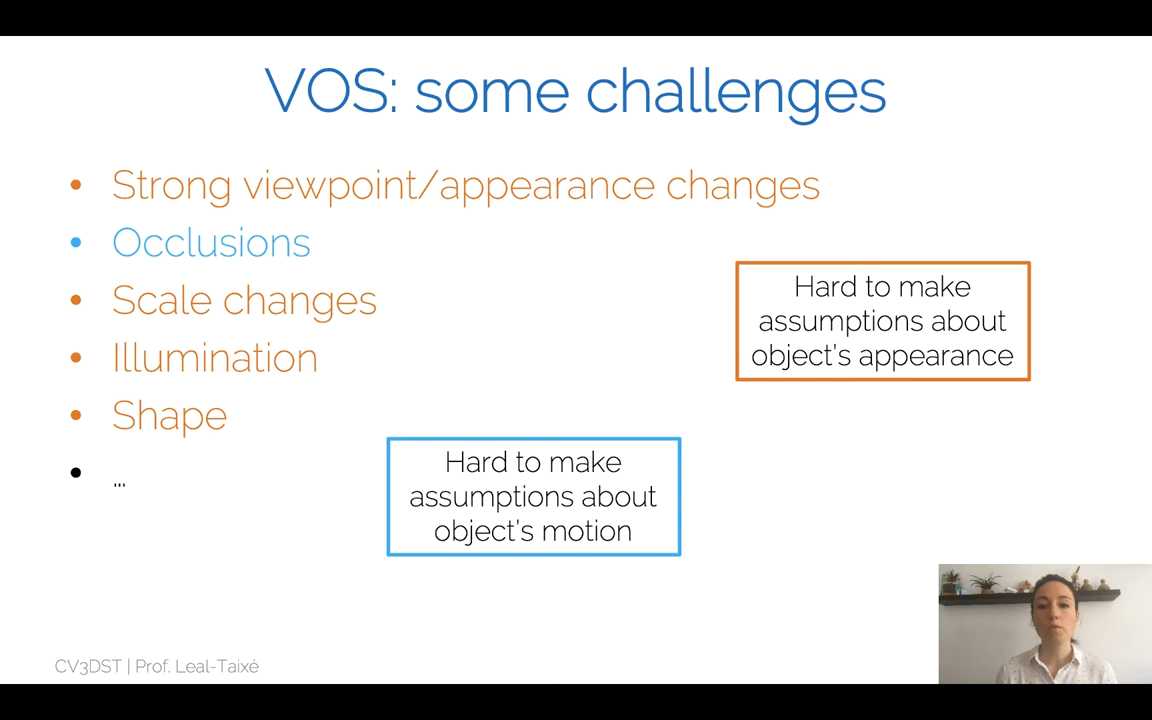 VOS: some challenges
• Strong viewpoint/appearance changes
• Occlusions
• Scale changes
• Illumination
• Shape
• ...
Hard to make
assumptions about
object's appearance
Hard to make
assumptions about
object's motion
CV3DST | Prof. Leal-Taixé